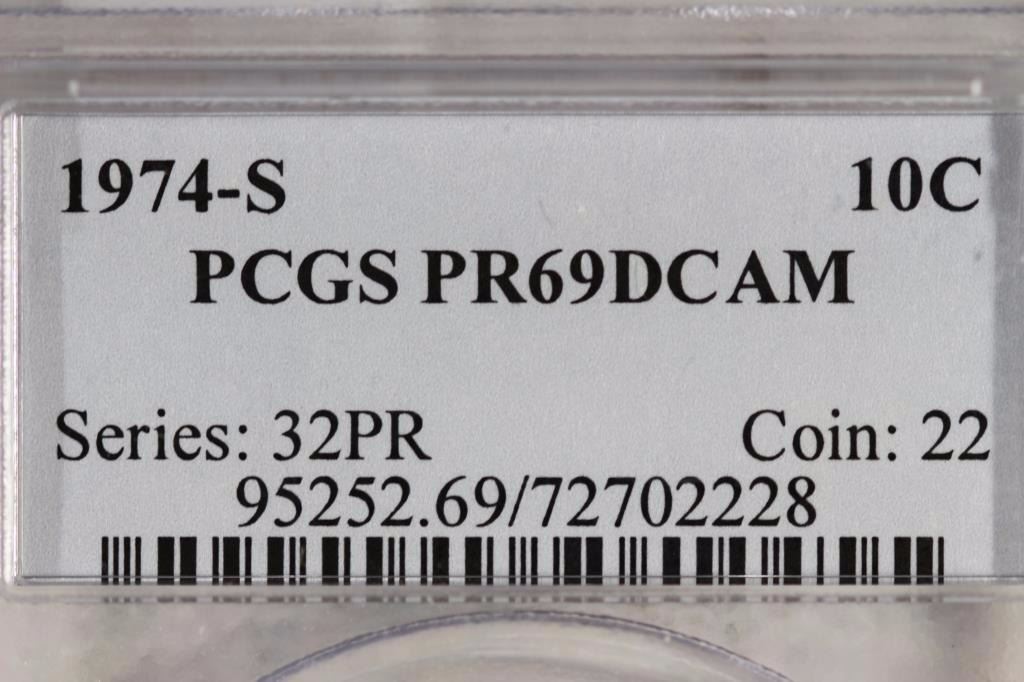 1974-S 10C
PCGS PR69DCAM
Series: 32PR Coin: 22
95252.69/72702228